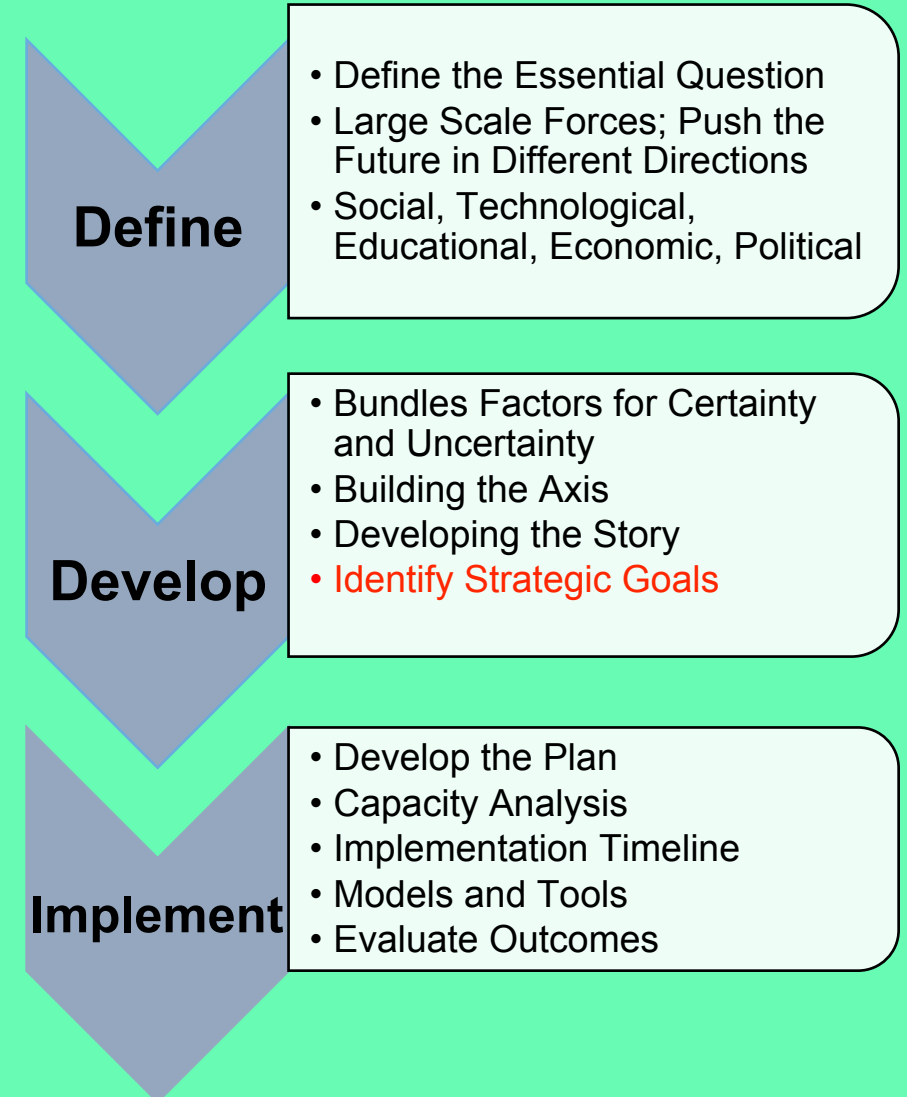 Define
• Define the Essential Question
• Large Scale Forces; Push the
Future in Different Directions
• Social, Technological,
Educational, Economic, Political
Develop
• Bundles Factors for Certainty
and Uncertainty
• Building the Axis
• Developing the Story
• Identify Strategic Goals
Implement
• Develop the Plan
• Capacity Analysis
• Implementation Timeline
• Models and Tools
• Evaluate Outcomes